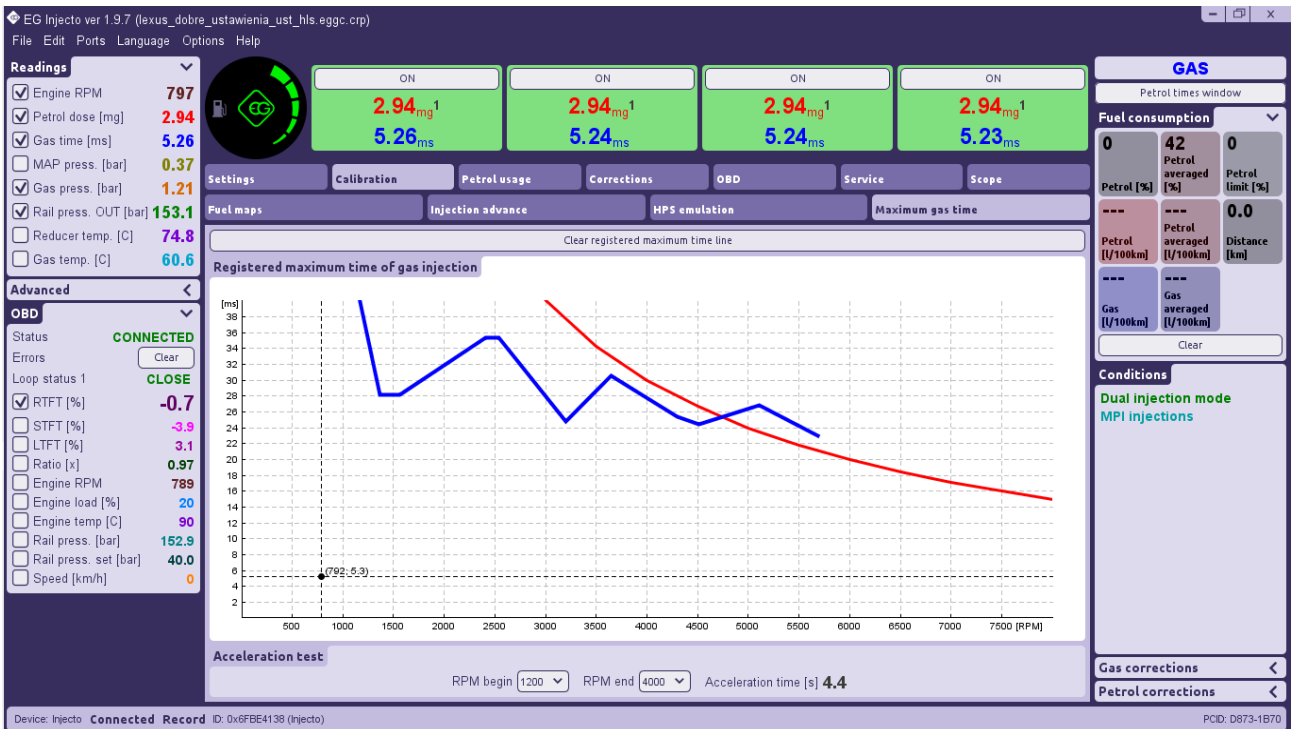 EG Injecto ver 1.9.7 (lexus_dobre_ustawienia_ust_hls.eggc.crp)
File Edit Ports Language Options Help
Readings
Engine RPM 797
Petrol dose [mg] 2.94
Gas time [ms] 5.26
MAP press. [bar] 0.37
Gas press. [bar] 1.21
Rail press. OUT [bar] 153.1
Reducer temp. [C] 74.8
Gas temp. [C] 60.6
Advanced
OBD
Status CONNECTED
Errors Clear
Loop status 1 CLOSE
RTFT [%] -0.7
STFT [%] -3.9
LTFT [%] 3.1
Ratio [x] 0.97
Engine RPM 789
Engine load [%] 20
Engine temp [C] 90
Rail press. [bar] 152.9
Rail press. set [bar] 40.0
Speed [km/h] 0
EG
ON ON ON ON
2.94mg1 2.94mg1 2.94mg1 2.94mg1
5.26ms 5.24ms 5.24ms 5.23ms
Settings Calibration Petrol usage Corrections OBD Service Scope
Fuel maps Injection advance HPS emulation Maximum gas time
Clear registered maximum time line
Registered maximum time of gas injection
[ms]
38
36
34
32
30
28
26
24
22
20
18
16
14
12
10
8
6
4
2
(792; 5.3)
500 1000 1500 2000 2500 3000 3500 4000 4500 5000 5500 6000 6500 7000 7500 [RPM]
Acceleration test
RPM begin 1200 RPM end 4000 Acceleration time [s] 4.4
GAS
Petrol times window
Fuel consumption
0
Petrol [%]
42
Petrol
averaged
[%]
0
Petrol
limit [%]
---
Petrol
[l/100km]
---
Petrol
averaged
[l/100km]
0.0
Distance
[km]
---
Gas
[l/100km]
---
Gas
averaged
[l/100km]
Clear
Conditions
Dual injection mode
MPI injections
Gas corrections
Petrol corrections
Device: Injecto Connected Record ID: 0x6FBE4138 (Injecto)
PCID: D873-1B70